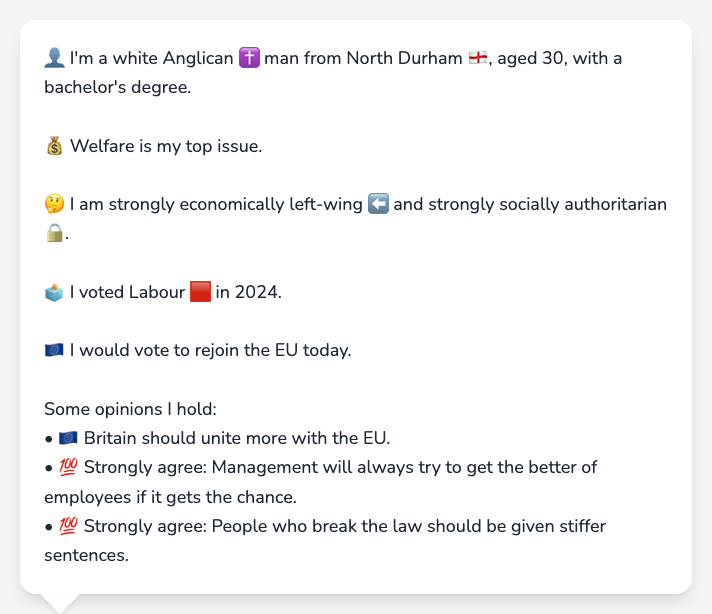 👤 I'm a white Anglican ✝️ man from North Durham 🏴󠁧󠁢󠁥󠁮󠁧󠁿, aged 30, with a
bachelor's degree.
💰 Welfare is my top issue.
🤔 I am strongly economically left-wing ⬅️ and strongly socially authoritarian
🔒.
🗳️ I voted Labour 🟥 in 2024.
🇪🇺 I would vote to rejoin the EU today.
Some opinions I hold:
• 🇪🇺 Britain should unite more with the EU.
• 💯 Strongly agree: Management will always try to get the better of
employees if it gets the chance.
• 💯 Strongly agree: People who break the law should be given stiffer
sentences.